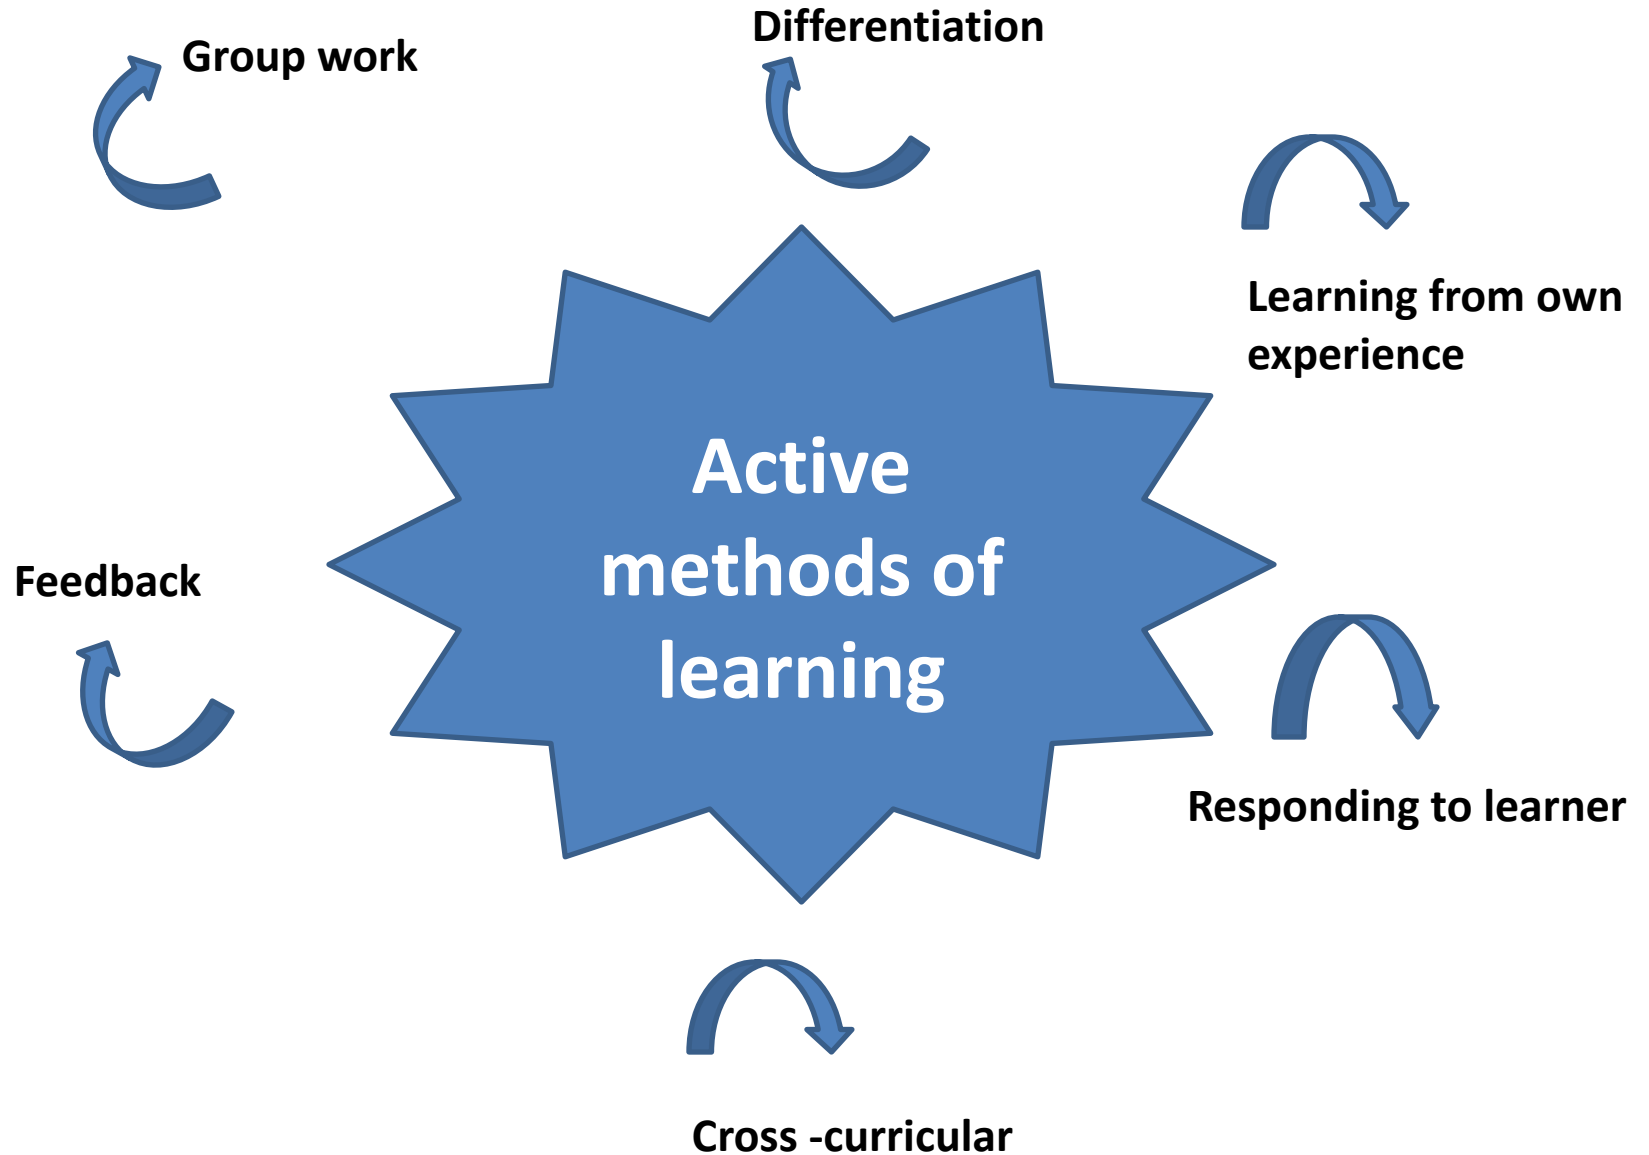 Differentiation
Group work
Learning from own
experience
Active
methods of
learning
Feedback
Responding to learner
Cross -curricular